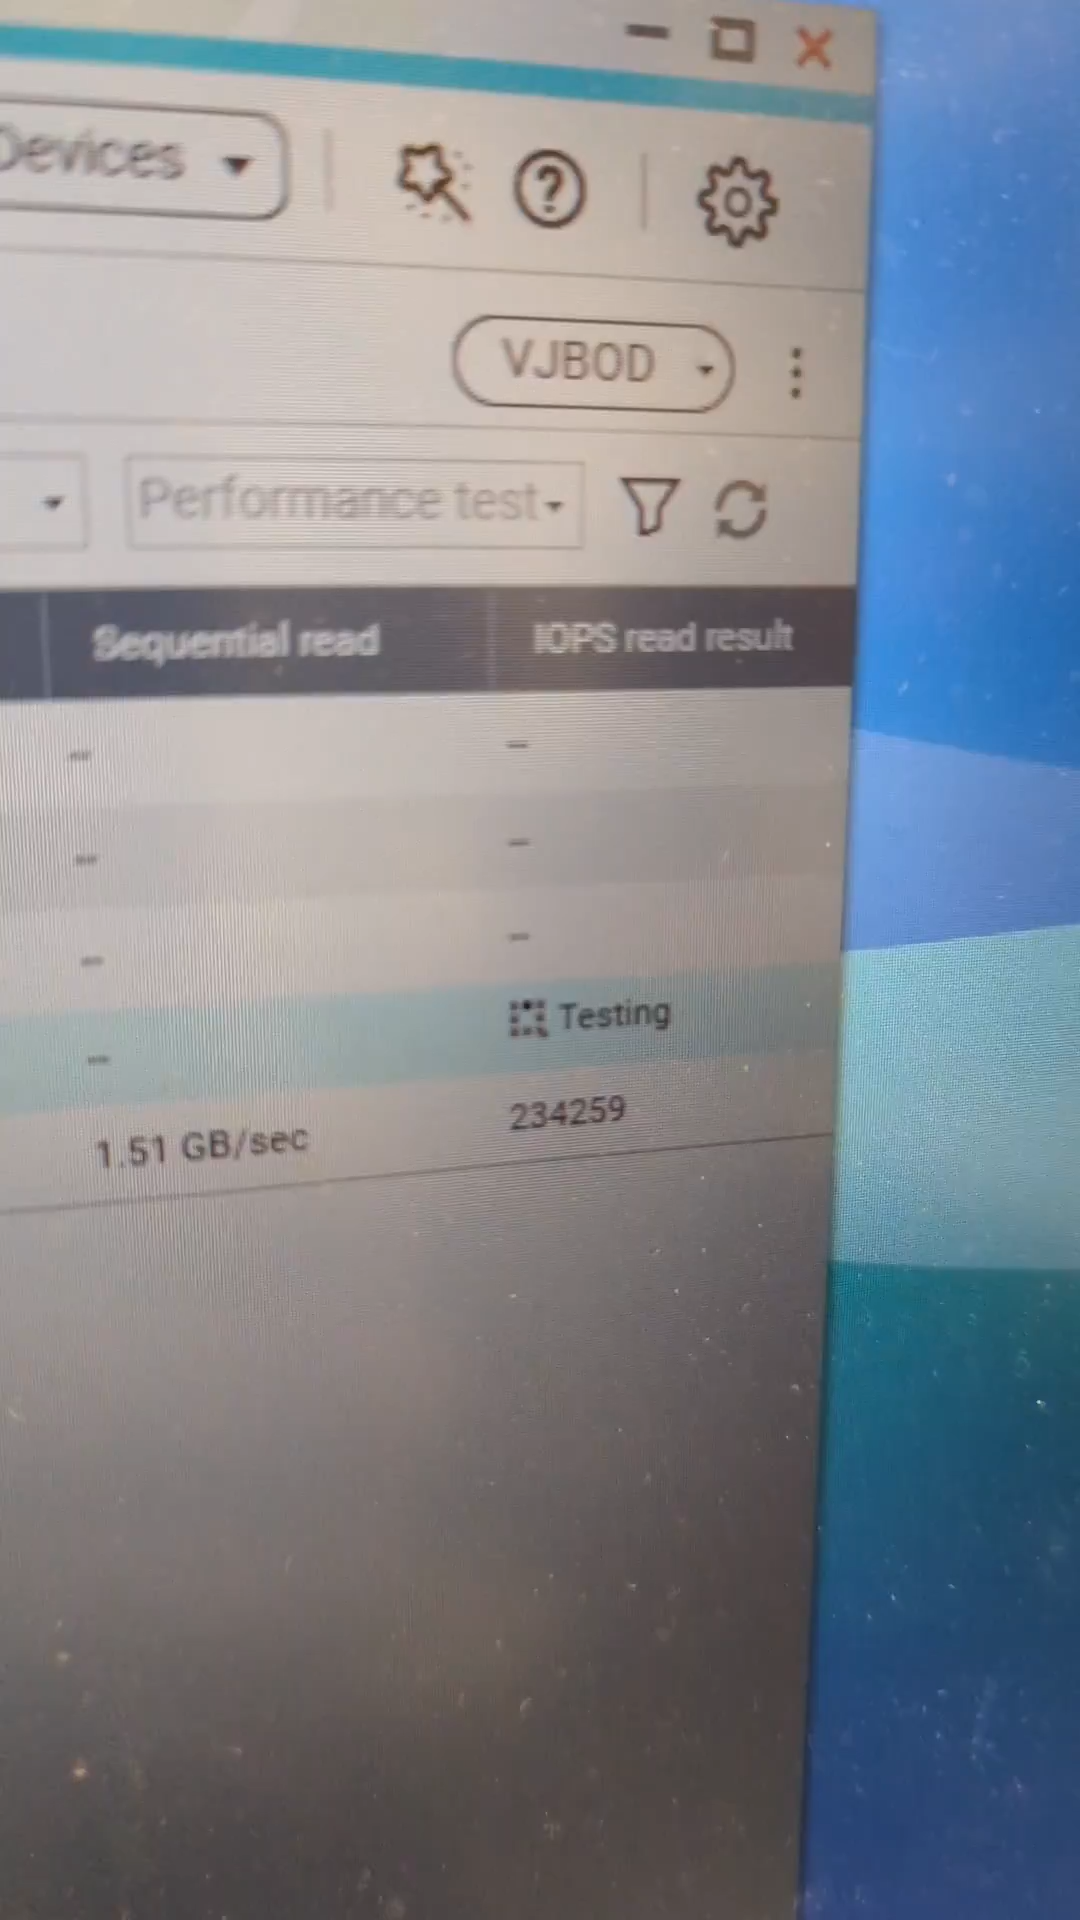 Devices
VJBOD
Performance test
Sequential read IOPS read result
-- --
-- --
-- --
-- Testing
1.51 GB/sec 234259